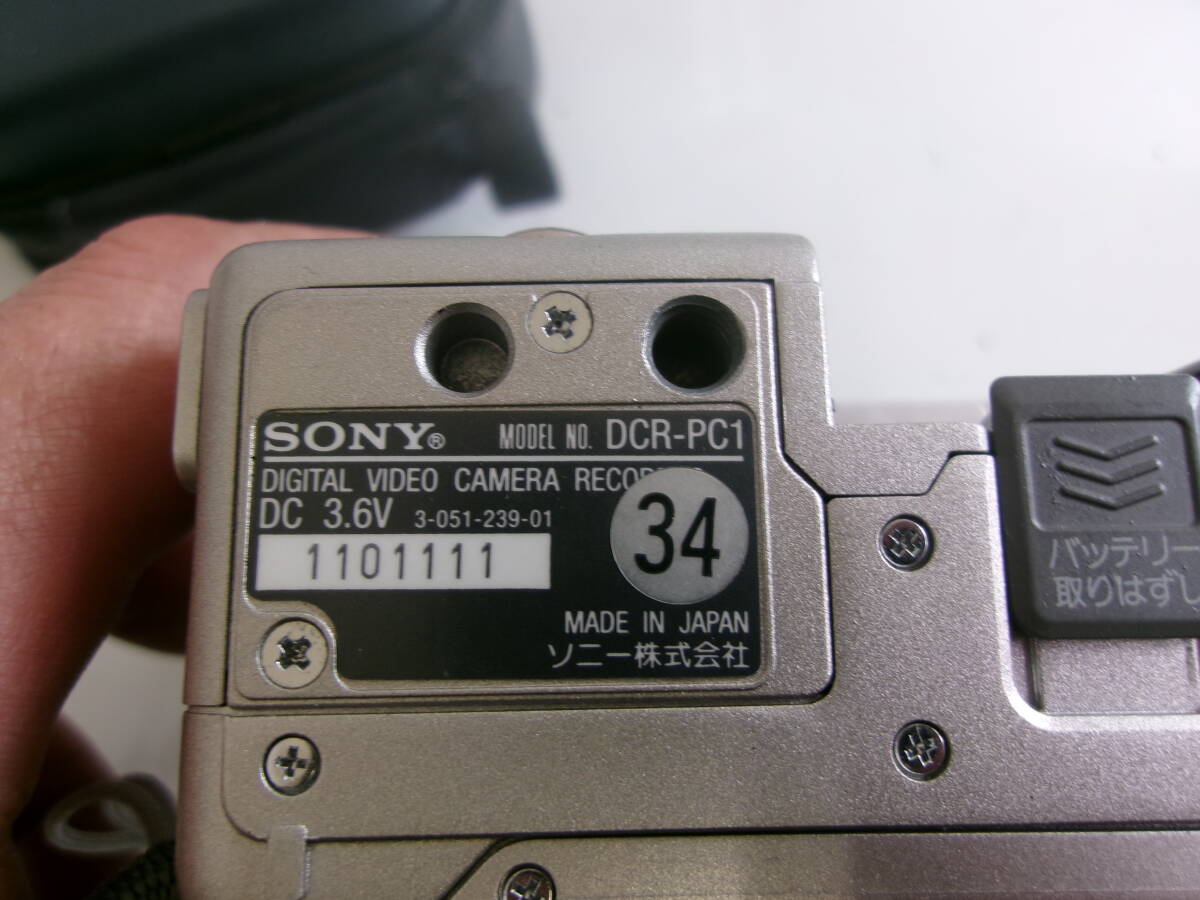 SONY® MODEL NO. DCR-PC1
DIGITAL VIDEO CAMERA
DC 3.6V 3-051-239-01
34
1101111
MADE IN JAPAN
ソニー株式会社
バッテリー
取りはずし